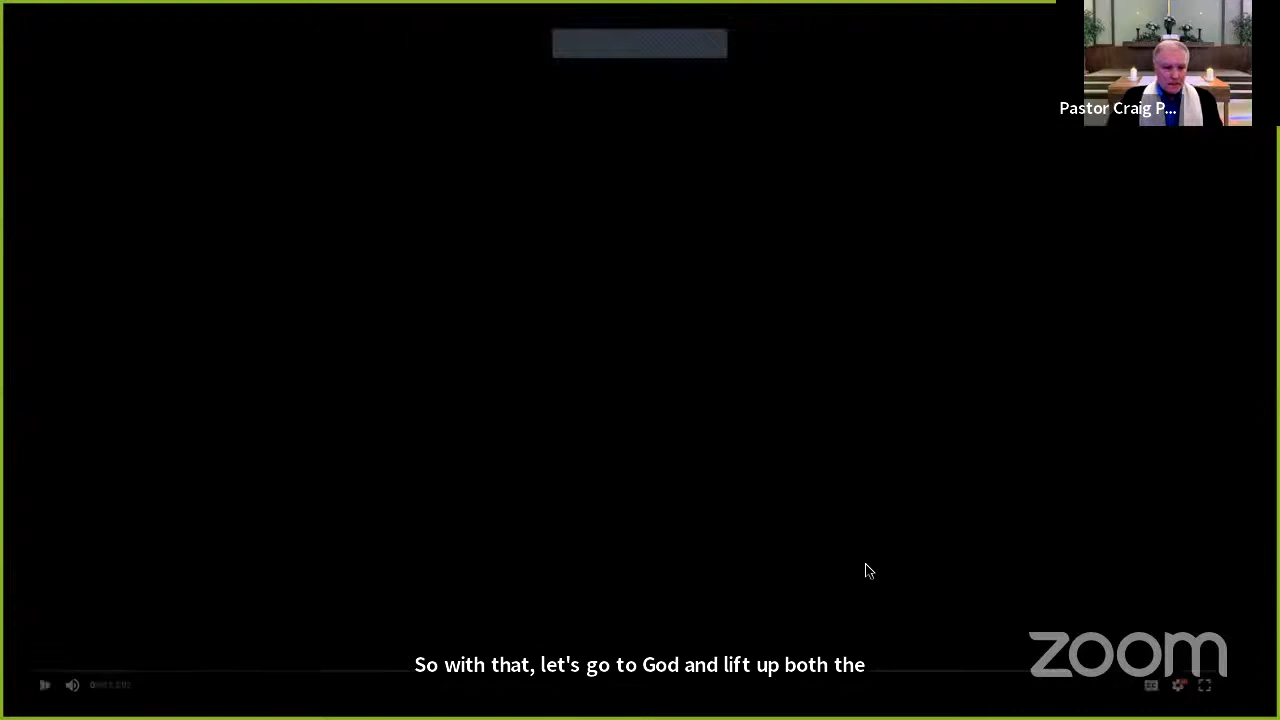 Pastor Craig P...
So with that, let's go to God and lift up both the
zoom